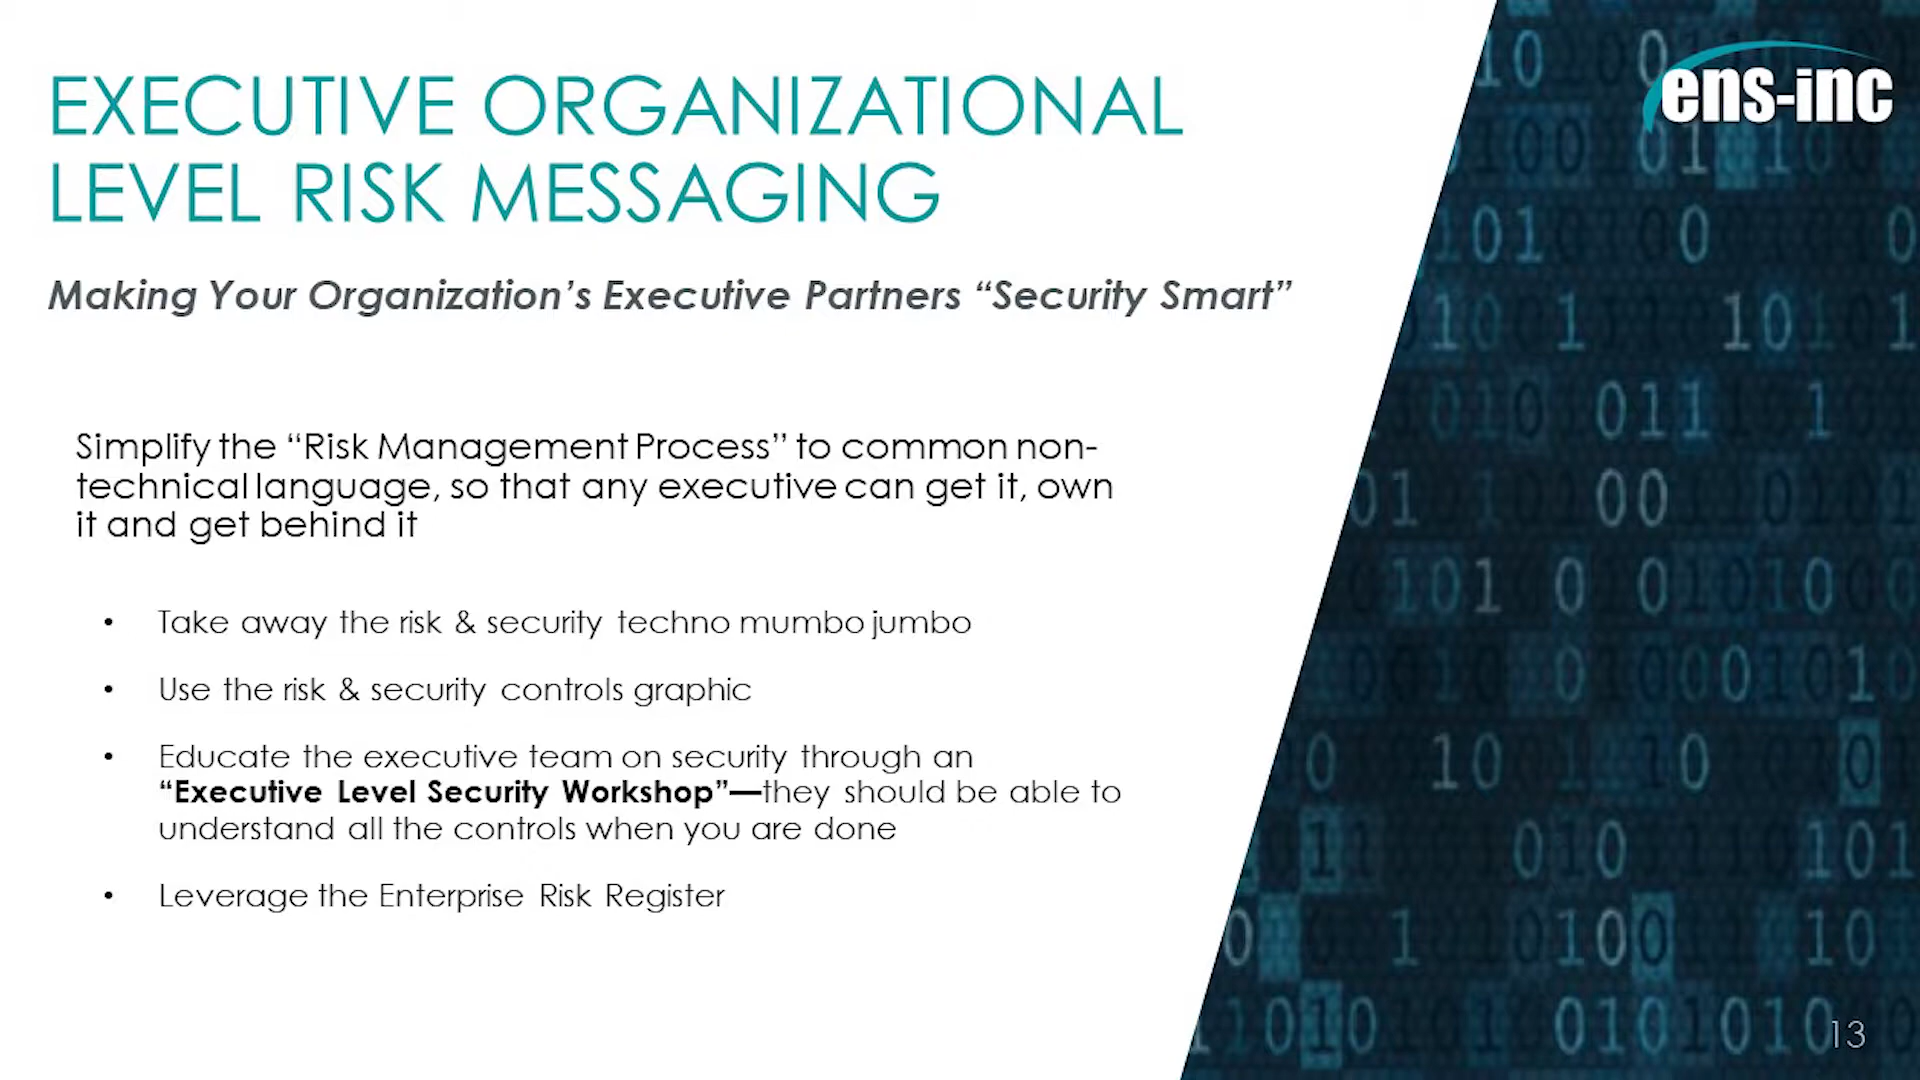 EXECUTIVE ORGANIZATIONAL
LEVEL RISK MESSAGING
ens-inc
Making Your Organization’s Executive Partners “Security Smart”
Simplify the “Risk Management Process” to common non-
technical language, so that any executive can get it, own
it and get behind it
• Take away the risk & security techno mumbo jumbo
• Use the risk & security controls graphic
• Educate the executive team on security through an
“Executive Level Security Workshop”—they should be able to
understand all the controls when you are done
• Leverage the Enterprise Risk Register
13